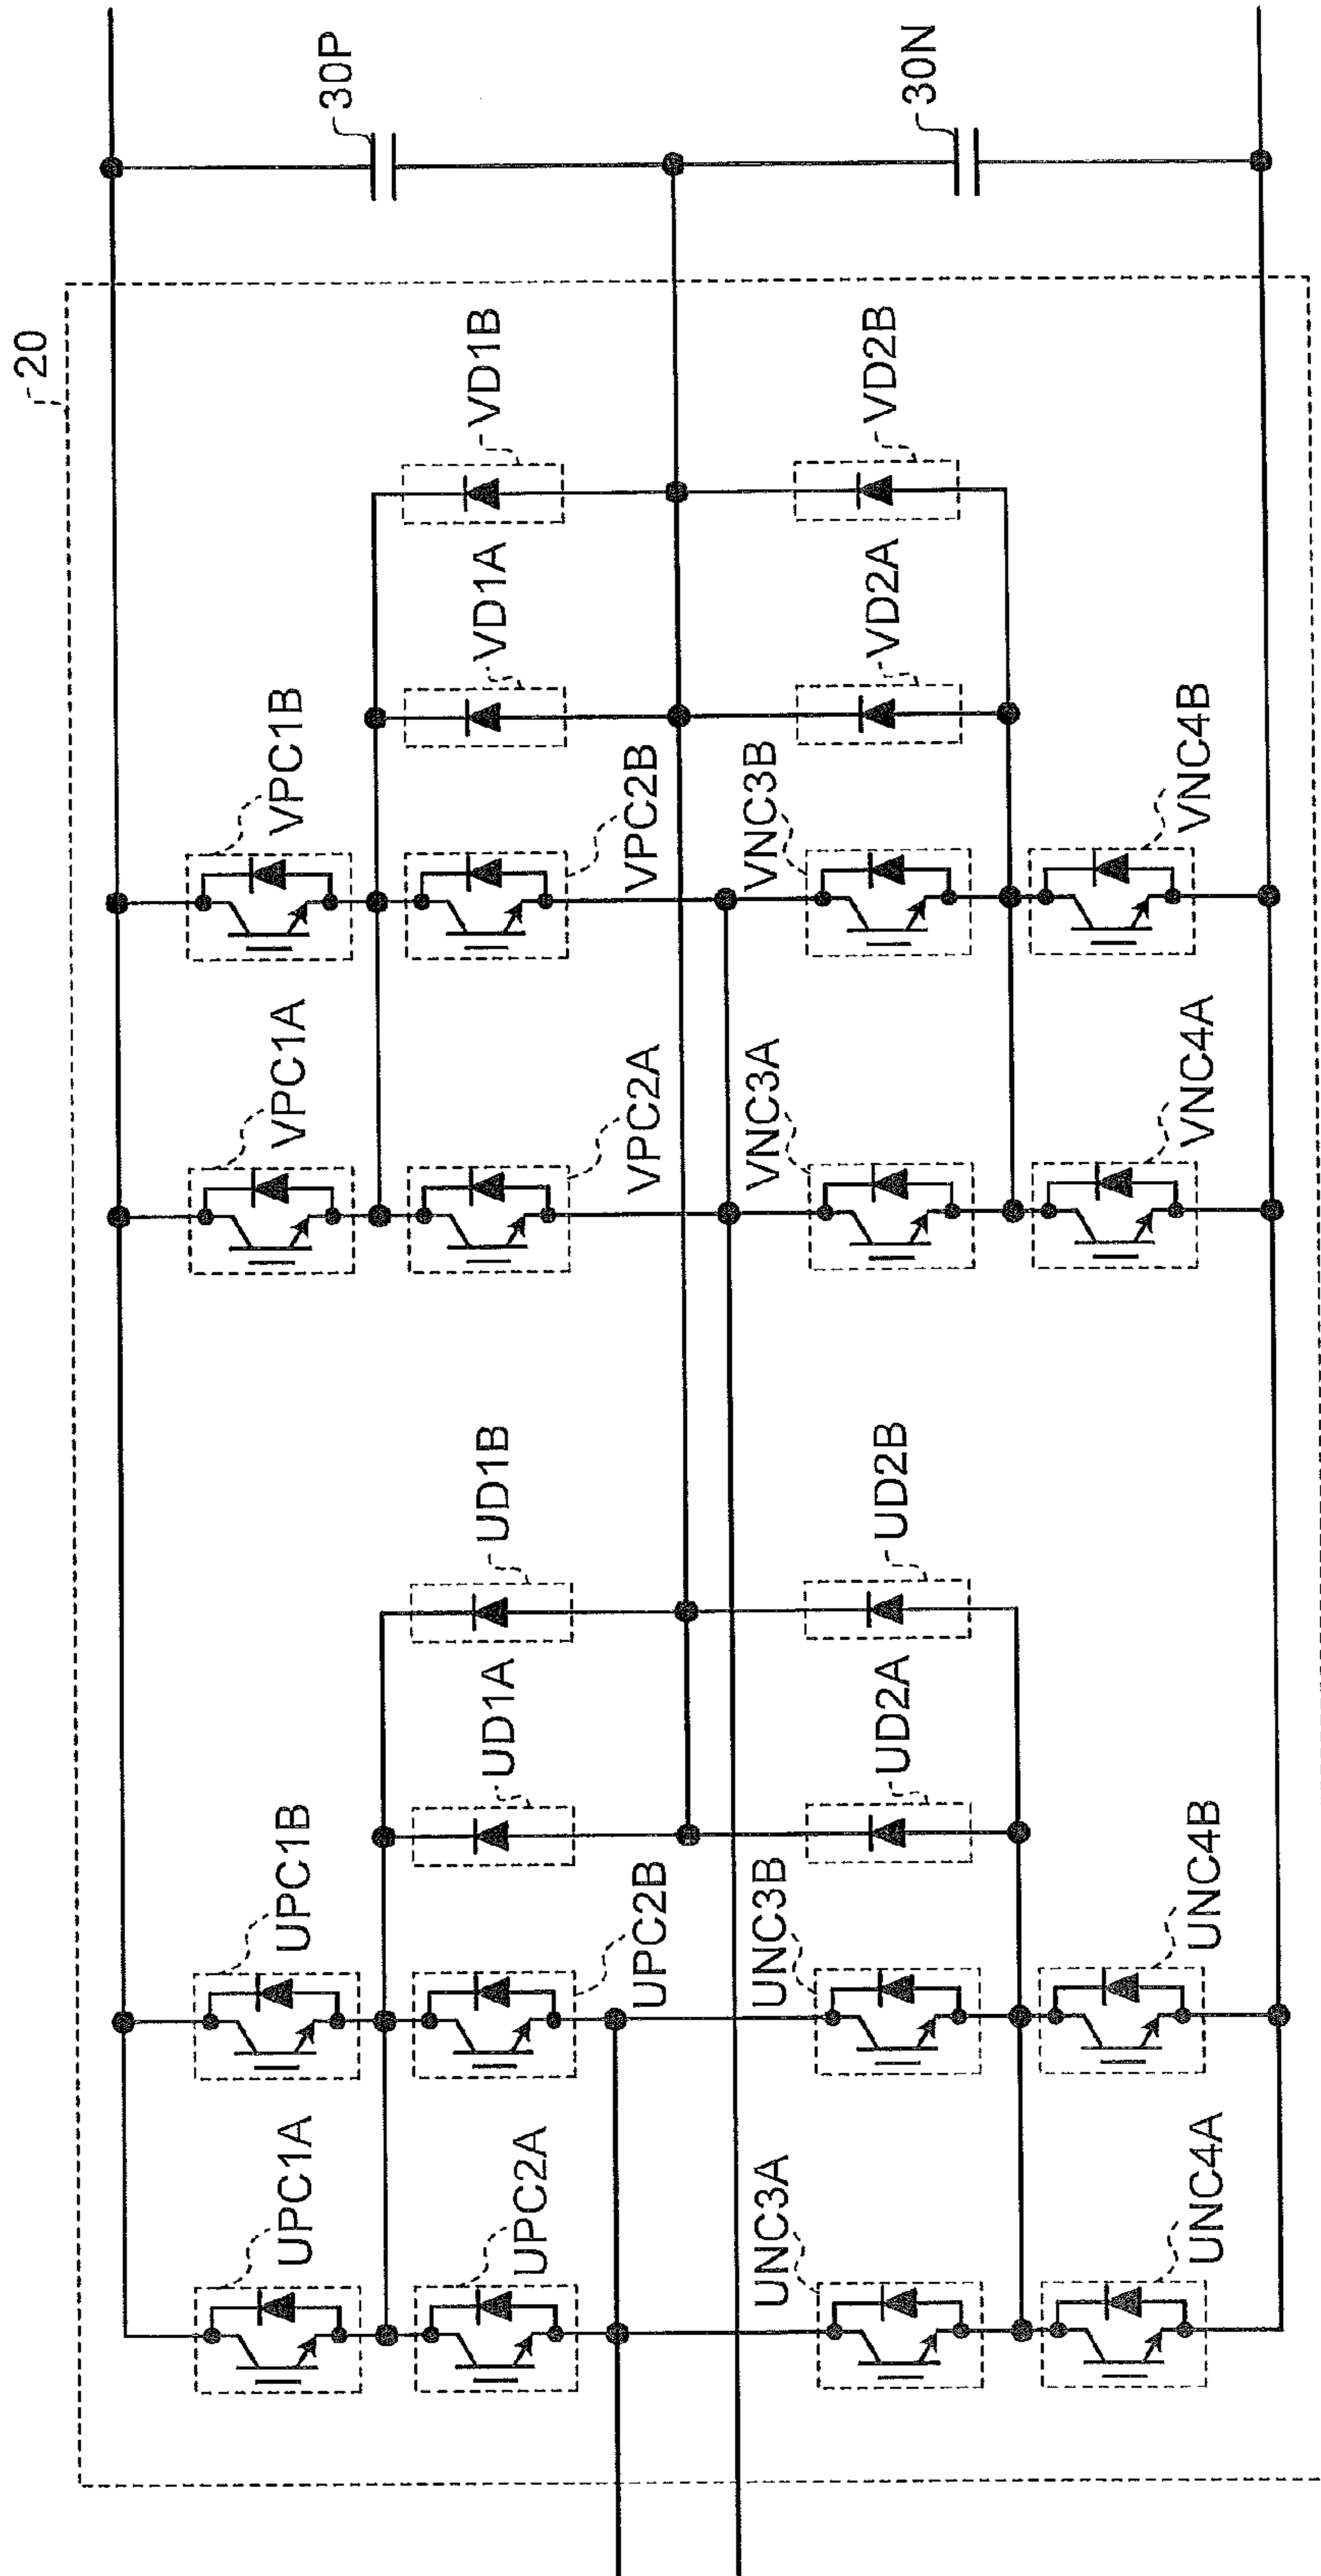 20
30P
30N
VD1B
VD2B
VD1A
VD2A
VPC1B
VPC2B
VNC3B
VNC4B
VPC1A
VPC2A
VNC3A
VNC4A
UD1B
UD2B
UD1A
UD2A
UPC1B
UPC2B
UNC3B
UNC4B
UPC1A
UPC2A
UNC3A
UNC4A